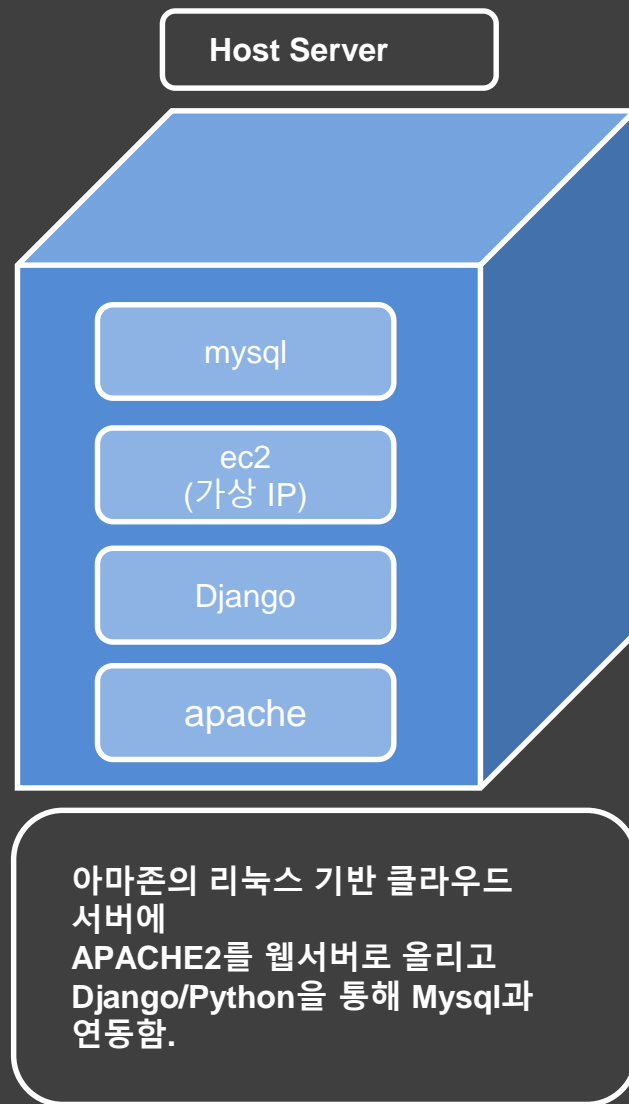 Host Server
mysql
ec2
(가상 IP)
Django
apache
아마존의 리눅스 기반 클라우드
서버에
APACHE2를 웹서버로 올리고
Django/Python을 통해 Mysql과
연동함.